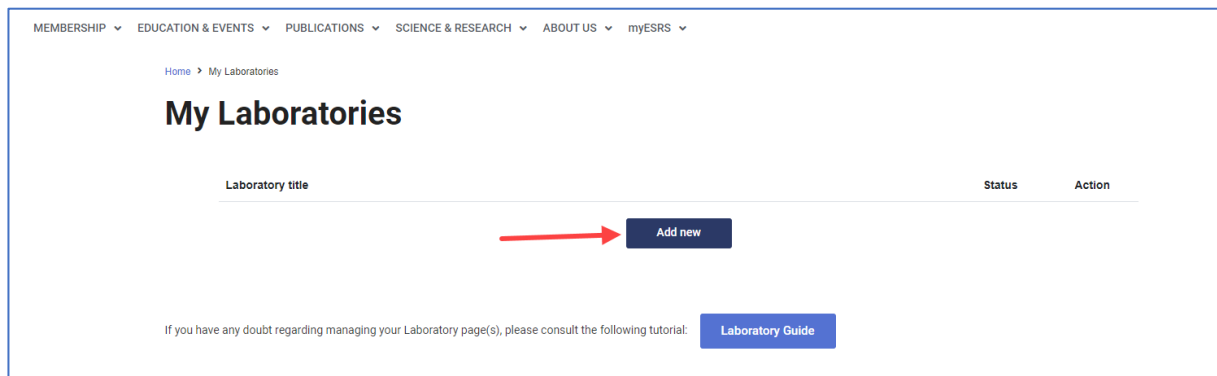 MEMBERSHIP EDUCATION & EVENTS PUBLICATIONS SCIENCE & RESEARCH ABOUT US myESRS
Home > My Laboratories
My Laboratories
Laboratory title Status Action
Add new
If you have any doubt regarding managing your Laboratory page(s), please consult the following tutorial: Laboratory Guide